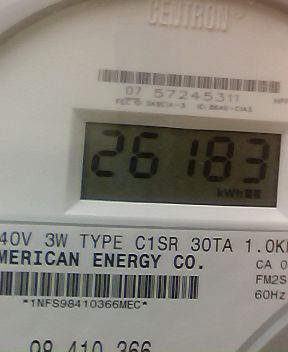 CENTRON®
07 57245311
26183
kWh
40V 3W TYPE C1SR 30TA 1.0K
MERICAN ENERGY CO.
CA 0
FM2S
60Hz
*1NFS98410366MEC*
98 410 366